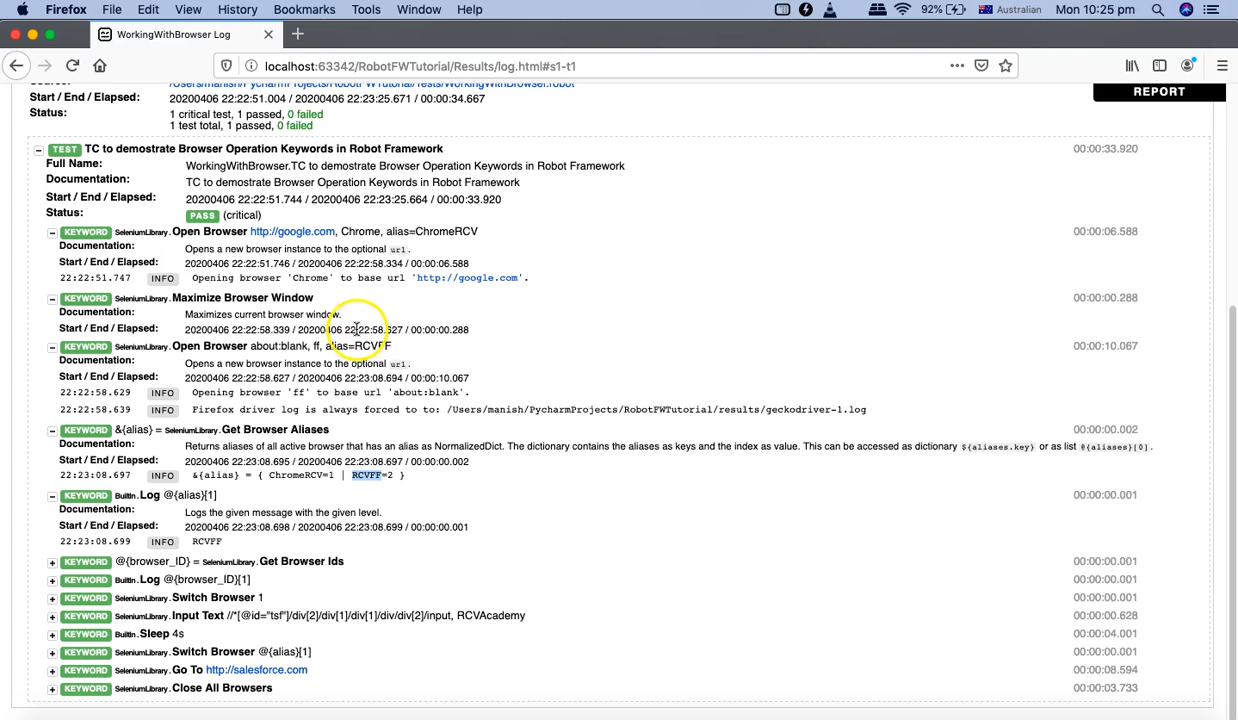 Firefox File Edit View History Bookmarks Tools Window Help 92% Australian Mon 10:25 pm
WorkingWithBrowser Log
localhost:63342/RobotFWTutorial/Results/log.html#s1-t1
/Users/manish/PycharmProjects/RobotFWTutorial/Tests/WorkingWithBrowser.robot
REPORT
Start / End / Elapsed: 20200406 22:22:51.004 / 20200406 22:23:25.671 / 00:00:34.667
Status: 1 critical test, 1 passed, 0 failed
1 test total, 1 passed, 0 failed
TEST TC to demostrate Browser Operation Keywords in Robot Framework 00:00:33.920
Full Name: WorkingWithBrowser.TC to demostrate Browser Operation Keywords in Robot Framework
Documentation: TC to demostrate Browser Operation Keywords in Robot Framework
Start / End / Elapsed: 20200406 22:22:51.744 / 20200406 22:23:25.664 / 00:00:33.920
Status: PASS (critical)
KEYWORD SeleniumLibrary.Open Browser http://google.com, Chrome, alias=ChromeRCV 00:00:06.588
Documentation: Opens a new browser instance to the optional url.
Start / End / Elapsed: 20200406 22:22:51.746 / 20200406 22:22:58.334 / 00:00:06.588
22:22:51.747 INFO Opening browser 'Chrome' to base url 'http://google.com'.
KEYWORD SeleniumLibrary.Maximize Browser Window 00:00:00.288
Documentation: Maximizes current browser window.
Start / End / Elapsed: 20200406 22:22:58.339 / 20200406 22:22:58.627 / 00:00:00.288
KEYWORD SeleniumLibrary.Open Browser about:blank, ff, alias=RCVFF 00:00:10.067
Documentation: Opens a new browser instance to the optional url.
Start / End / Elapsed: 20200406 22:22:58.627 / 20200406 22:23:08.694 / 00:00:10.067
22:22:58.629 INFO Opening browser 'ff' to base url 'about:blank'.
22:22:58.639 INFO Firefox driver log is always forced to to: /Users/manish/PycharmProjects/RobotFWTutorial/results/geckodriver-1.log
KEYWORD &{alias} = SeleniumLibrary.Get Browser Aliases 00:00:00.002
Documentation: Returns aliases of all active browser that has an alias as NormalizedDict. The dictionary contains the aliases as keys and the index as value. This can be accessed as dictionary ${aliases.key} or as list @{aliases}[0].
Start / End / Elapsed: 20200406 22:23:08.695 / 20200406 22:23:08.697 / 00:00:00.002
22:23:08.697 INFO &{alias} = { ChromeRCV=1 | RCVFF=2 }
KEYWORD BuiltIn.Log @{alias}[1] 00:00:00.001
Documentation: Logs the given message with the given level.
Start / End / Elapsed: 20200406 22:23:08.698 / 20200406 22:23:08.699 / 00:00:00.001
22:23:08.699 INFO RCVFF
KEYWORD @{browser_ID} = SeleniumLibrary.Get Browser Ids 00:00:00.001
KEYWORD BuiltIn.Log @{browser_ID}[1] 00:00:00.001
KEYWORD SeleniumLibrary.Switch Browser 1 00:00:00.001
KEYWORD SeleniumLibrary.Input Text //*[@id="tsf"]/div[2]/div[1]/div[1]/div/div[2]/input, RCVAcademy 00:00:00.628
KEYWORD BuiltIn.Sleep 4s 00:00:04.001
KEYWORD SeleniumLibrary.Switch Browser @{alias}[1] 00:00:00.001
KEYWORD SeleniumLibrary.Go To http://salesforce.com 00:00:08.594
KEYWORD SeleniumLibrary.Close All Browsers 00:00:03.733